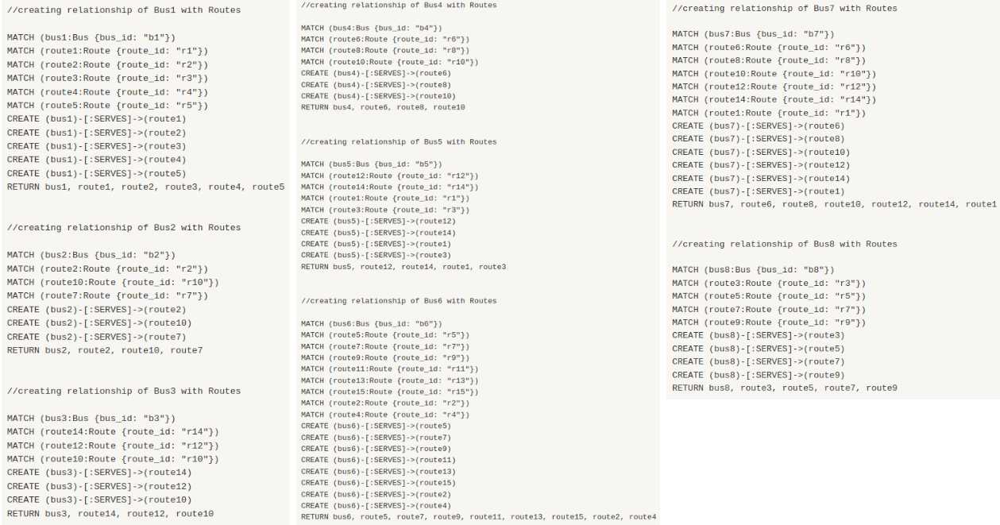 //creating relationship of Bus1 with Routes
MATCH (bus1:Bus {bus_id: "b1"})
MATCH (route1:Route {route_id: "r1"})
MATCH (route2:Route {route_id: "r2"})
MATCH (route3:Route {route_id: "r3"})
MATCH (route4:Route {route_id: "r4"})
MATCH (route5:Route {route_id: "r5"})
CREATE (bus1)-[:SERVES]->(route1)
CREATE (bus1)-[:SERVES]->(route2)
CREATE (bus1)-[:SERVES]->(route3)
CREATE (bus1)-[:SERVES]->(route4)
CREATE (bus1)-[:SERVES]->(route5)
RETURN bus1, route1, route2, route3, route4, route5
//creating relationship of Bus2 with Routes
MATCH (bus2:Bus {bus_id: "b2"})
MATCH (route2:Route {route_id: "r2"})
MATCH (route10:Route {route_id: "r10"})
MATCH (route7:Route {route_id: "r7"})
CREATE (bus2)-[:SERVES]->(route2)
CREATE (bus2)-[:SERVES]->(route10)
CREATE (bus2)-[:SERVES]->(route7)
RETURN bus2, route2, route10, route7
//creating relationship of Bus3 with Routes
MATCH (bus3:Bus {bus_id: "b3"})
MATCH (route14:Route {route_id: "r14"})
MATCH (route12:Route {route_id: "r12"})
MATCH (route10:Route {route_id: "r10"})
CREATE (bus3)-[:SERVES]->(route14)
CREATE (bus3)-[:SERVES]->(route12)
CREATE (bus3)-[:SERVES]->(route10)
RETURN bus3, route14, route12, route10
//creating relationship of Bus4 with Routes
MATCH (bus4:Bus {bus_id: "b4"})
MATCH (route6:Route {route_id: "r6"})
MATCH (route8:Route {route_id: "r8"})
MATCH (route10:Route {route_id: "r10"})
CREATE (bus4)-[:SERVES]->(route6)
CREATE (bus4)-[:SERVES]->(route8)
CREATE (bus4)-[:SERVES]->(route10)
RETURN bus4, route6, route8, route10
//creating relationship of Bus5 with Routes
MATCH (bus5:Bus {bus_id: "b5"})
MATCH (route12:Route {route_id: "r12"})
MATCH (route14:Route {route_id: "r14"})
MATCH (route1:Route {route_id: "r1"})
MATCH (route3:Route {route_id: "r3"})
CREATE (bus5)-[:SERVES]->(route12)
CREATE (bus5)-[:SERVES]->(route14)
CREATE (bus5)-[:SERVES]->(route1)
CREATE (bus5)-[:SERVES]->(route3)
RETURN bus5, route12, route14, route1, route3
//creating relationship of Bus6 with Routes
MATCH (bus6:Bus {bus_id: "b6"})
MATCH (route5:Route {route_id: "r5"})
MATCH (route7:Route {route_id: "r7"})
MATCH (route9:Route {route_id: "r9"})
MATCH (route11:Route {route_id: "r11"})
MATCH (route13:Route {route_id: "r13"})
MATCH (route15:Route {route_id: "r15"})
MATCH (route2:Route {route_id: "r2"})
MATCH (route4:Route {route_id: "r4"})
CREATE (bus6)-[:SERVES]->(route5)
CREATE (bus6)-[:SERVES]->(route7)
CREATE (bus6)-[:SERVES]->(route9)
CREATE (bus6)-[:SERVES]->(route11)
CREATE (bus6)-[:SERVES]->(route13)
CREATE (bus6)-[:SERVES]->(route15)
CREATE (bus6)-[:SERVES]->(route2)
CREATE (bus6)-[:SERVES]->(route4)
RETURN bus6, route5, route7, route9, route11, route13, route15, route2, route4
//creating relationship of Bus7 with Routes
MATCH (bus7:Bus {bus_id: "b7"})
MATCH (route6:Route {route_id: "r6"})
MATCH (route8:Route {route_id: "r8"})
MATCH (route10:Route {route_id: "r10"})
MATCH (route12:Route {route_id: "r12"})
MATCH (route14:Route {route_id: "r14"})
MATCH (route1:Route {route_id: "r1"})
CREATE (bus7)-[:SERVES]->(route6)
CREATE (bus7)-[:SERVES]->(route8)
CREATE (bus7)-[:SERVES]->(route10)
CREATE (bus7)-[:SERVES]->(route12)
CREATE (bus7)-[:SERVES]->(route14)
CREATE (bus7)-[:SERVES]->(route1)
RETURN bus7, route6, route8, route10, route12, route14, route1
//creating relationship of Bus8 with Routes
MATCH (bus8:Bus {bus_id: "b8"})
MATCH (route3:Route {route_id: "r3"})
MATCH (route5:Route {route_id: "r5"})
MATCH (route7:Route {route_id: "r7"})
MATCH (route9:Route {route_id: "r9"})
CREATE (bus8)-[:SERVES]->(route3)
CREATE (bus8)-[:SERVES]->(route5)
CREATE (bus8)-[:SERVES]->(route7)
CREATE (bus8)-[:SERVES]->(route9)
RETURN bus8, route3, route5, route7, route9